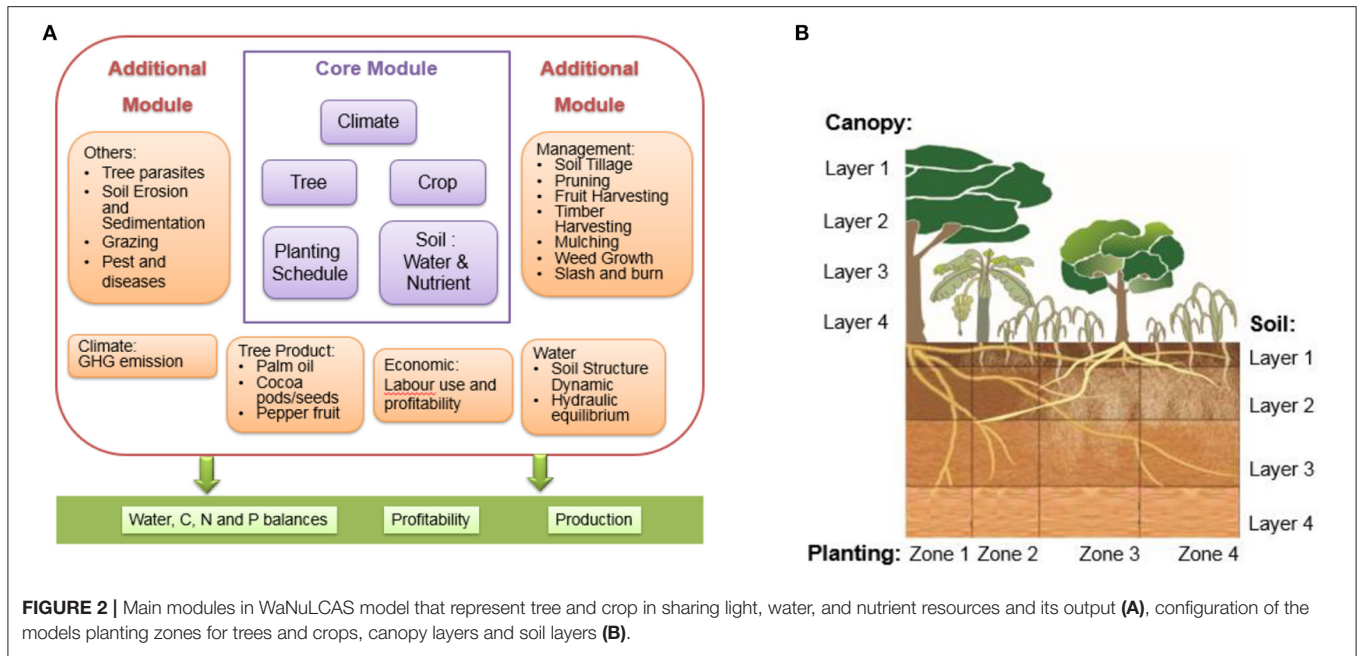 A
Additional
Module
Core Module
Additional
Module
Climate
Tree
Crop
Planting
Schedule
Soil :
Water &
Nutrient
Others:
• Tree parasites
• Soil Erosion
and
Sedimentation
• Grazing
• Pest and
diseases
Management:
• Soil Tillage
• Pruning
• Fruit Harvesting
• Timber
Harvesting
• Mulching
• Weed Growth
• Slash and burn
Climate:
GHG emission
Tree Product:
• Palm oil
• Cocoa
pods/seeds
• Pepper fruit
Economic:
Labour use and
profitability
Water
• Soil Structure
Dynamic
• Hydraulic
equilibrium
Water, C, N and P balances
Profitability
Production
B
Canopy:
Layer 1
Layer 2
Layer 3
Layer 4
Soil:
Layer 1
Layer 2
Layer 3
Layer 4
Planting: Zone 1 Zone 2 Zone 3 Zone 4
FIGURE 2 | Main modules in WaNuLCAS model that represent tree and crop in sharing light, water, and nutrient resources and its output (A), configuration of the
models planting zones for trees and crops, canopy layers and soil layers (B).